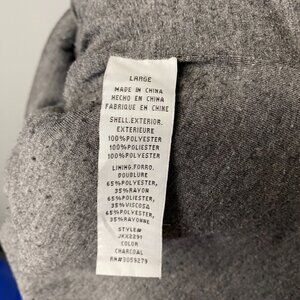 LARGE
MADE IN CHINA
HECHO EN CHINA
FABRIQUE EN CHINE
SHELL.EXTERIOR.
EXTERIEURE
100%POLYESTER
100%POLIESTER
100%POLYESTER
LINING.FORRO.
DOUBLURE
65%POLYESTER,
35%RAYON
65%POLIESTER,
35%VISCOSA
65%POLYESTER,
35%RAYONNE
STYLE#
JKX2291
COLOR
CHARCOAL
RN#3059279